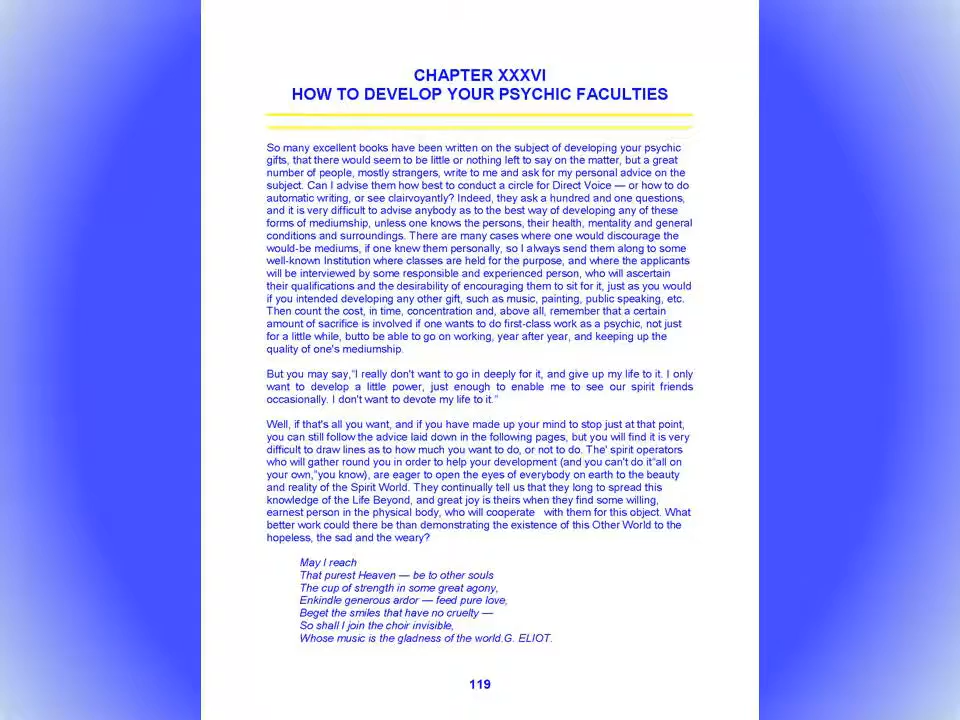 CHAPTER XXXVI
HOW TO DEVELOP YOUR PSYCHIC FACULTIES
So many excellent books have been written on the subject of developing your psychic
gifts, that there would seem to be little or nothing left to say on the matter, but a great
number of people, mostly strangers, write to me and ask for my personal advice on the
subject. Can I advise them how best to conduct a circle for Direct Voice — or how to do
automatic writing, or see clairvoyantly? Indeed, they ask a hundred and one questions,
and it is very difficult to advise anybody as to the best way of developing any of these
forms of mediumship, unless one knows the persons, their health, mentality and general
conditions and surroundings. There are many cases where one would discourage the
would-be mediums, if one knew them personally, so I always send them along to some
well-known Institution where classes are held for the purpose, and where the applicants
will be interviewed by some responsible and experienced person, who will ascertain
their qualifications and the desirability of encouraging them to sit for it, just as you would
if you intended developing any other gift, such as music, painting, public speaking, etc.
Then count the cost, in time, concentration and, above all, remember that a certain
amount of sacrifice is involved if one wants to do first-class work as a psychic, not just
for a little while, butto be able to go on working, year after year, and keeping up the
quality of one's mediumship.
But you may say,“I really don't want to go in deeply for it, and give up my life to it. I only
want to develop a little power, just enough to enable me to see our spirit friends
occasionally. I don't want to devote my life to it.”
Well, if that's all you want, and if you have made up your mind to stop just at that point,
you can still follow the advice laid down in the following pages, but you will find it is very
difficult to draw lines as to how much you want to do, or not to do. The' spirit operators
who will gather round you in order to help your development (and you can't do it“all on
your own,”you know), are eager to open the eyes of everybody on earth to the beauty
and reality of the Spirit World. They continually tell us that they long to spread this
knowledge of the Life Beyond, and great joy is theirs when they find some willing,
earnest person in the physical body, who will cooperate with them for this object. What
better work could there be than demonstrating the existence of this Other World to the
hopeless, the sad and the weary?
May I reach
That purest Heaven — be to other souls
The cup of strength in some great agony,
Enkindle generous ardor — feed pure love,
Beget the smiles that have no cruelty —
So shall I join the choir invisible,
Whose music is the gladness of the world.G. ELIOT.
119